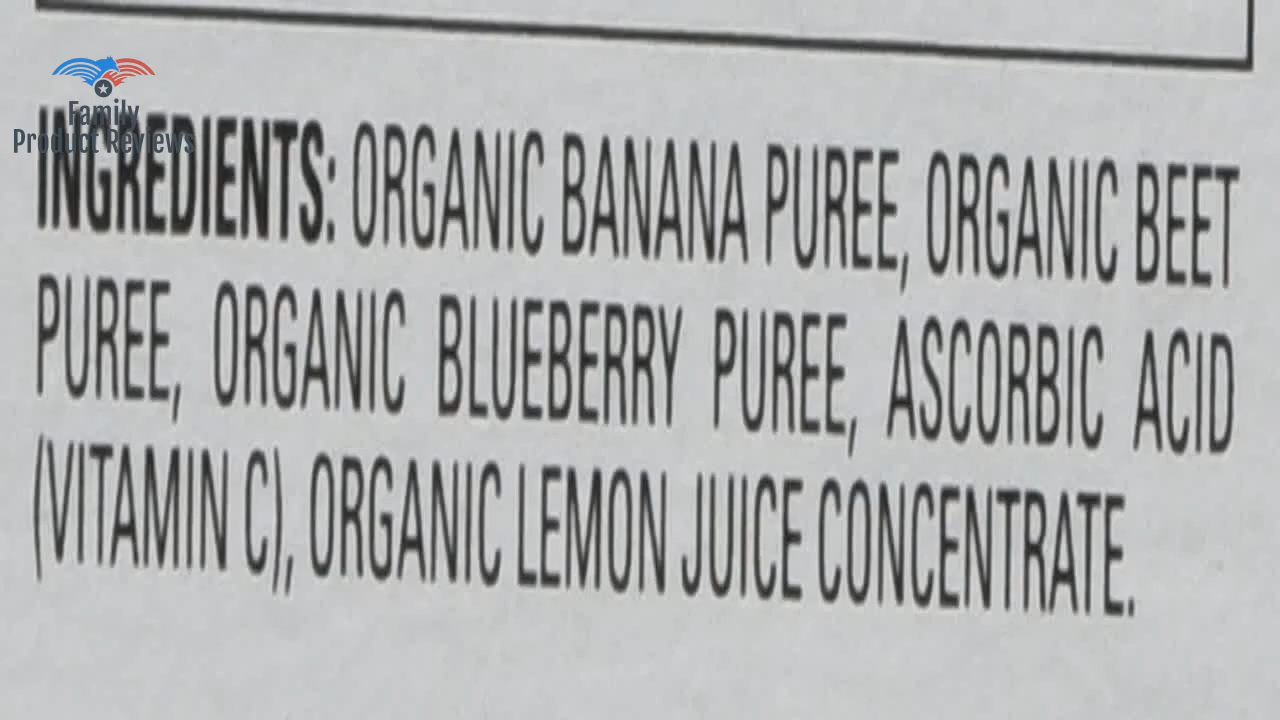 Family
Product Reviews
INGREDIENTS: ORGANIC BANANA PUREE, ORGANIC BEET
PUREE, ORGANIC BLUEBERRY PUREE, ASCORBIC ACID
(VITAMIN C), ORGANIC LEMON JUICE CONCENTRATE.